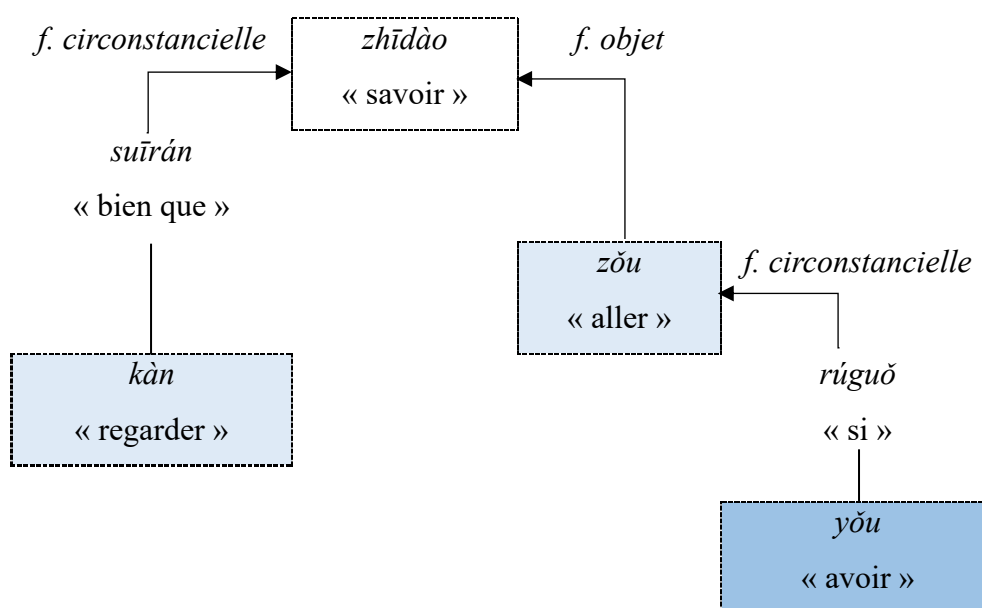 f. circonstancielle
zhīdào
« savoir »
f. objet
suīrán
« bien que »
zǒu
« aller »
f. circonstancielle
kàn
« regarder »
rúguǒ
« si »
yǒu
« avoir »